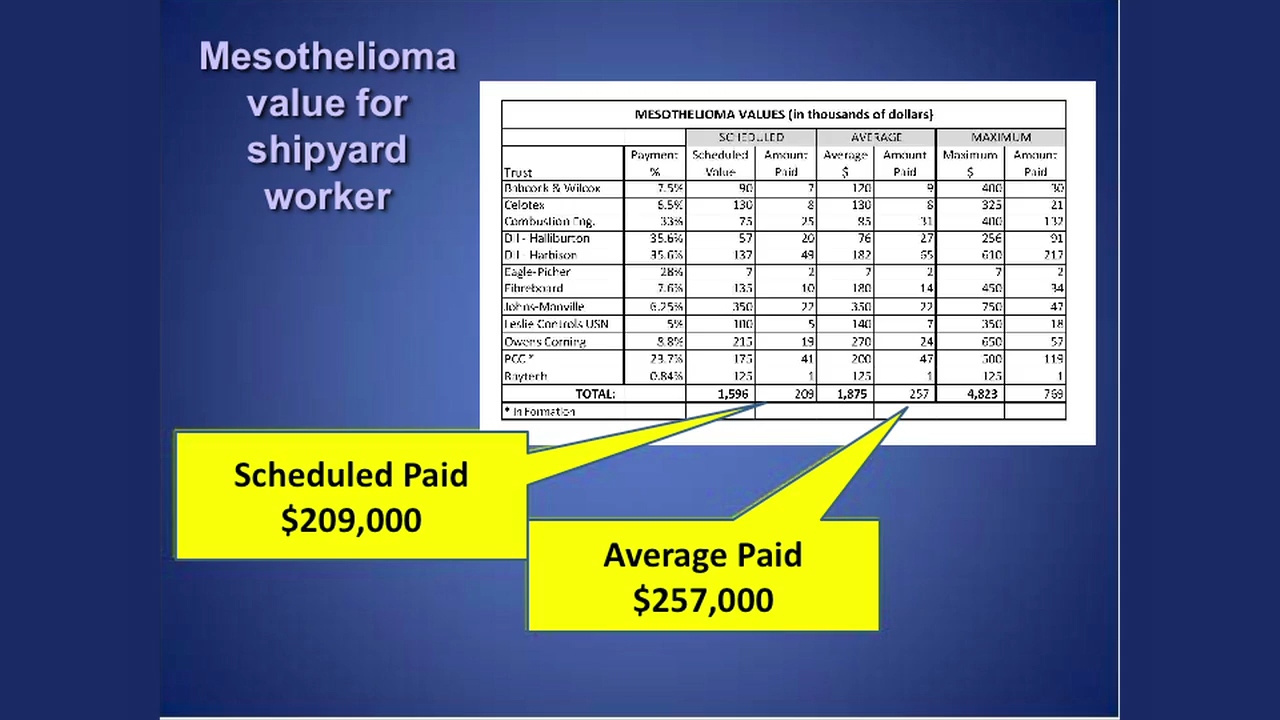 Mesothelioma
value for
shipyard
worker
MESOTHELIOMA VALUES (in thousands of dollars)
SCHEDULED AVERAGE MAXIMUM
Payment Scheduled Amount Average Amount Maximum Amount
Trust % Value Paid $ Paid $ Paid
Babcock & Wilcox 7.5% 90 7 120 9 400 30
Celotex 6.5% 130 8 130 8 325 21
Combustion Eng. 33% 75 25 95 31 400 132
DII - Halliburton 35.6% 57 20 76 27 256 91
DII - Harbison 35.6% 137 49 182 65 610 217
Eagle-Picher 28% 7 2 7 2 7 2
Fibreboard 7.6% 135 10 180 14 450 34
Johns-Manville 6.25% 350 22 350 22 750 47
Leslie Controls USN 5% 100 5 140 7 350 18
Owens Corning 8.8% 215 19 270 24 650 57
PCC * 23.7% 175 41 200 47 500 119
Raytech 0.84% 125 1 125 1 125 1
TOTAL: 1,596 209 1,875 257 4,823 769
* In Formation
Scheduled Paid
$209,000
Average Paid
$257,000